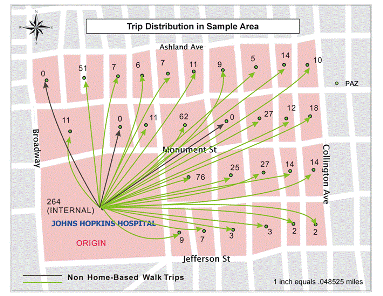 Trip Distribution in Sample Area
Ashland Ave
0 51 7 6 7 11 9 5 14 10
PAZ
11 0 11 62 0 27 12 18
Broadway
Monument St
Collington Ave
76 25 27 14 14
264
(INTERNAL)
JOHNS HOPKINS HOSPITAL
ORIGIN
9 7 3 3 2 2
Jefferson St
Non Home-Based Walk Trips
1 inch equals .048525 miles